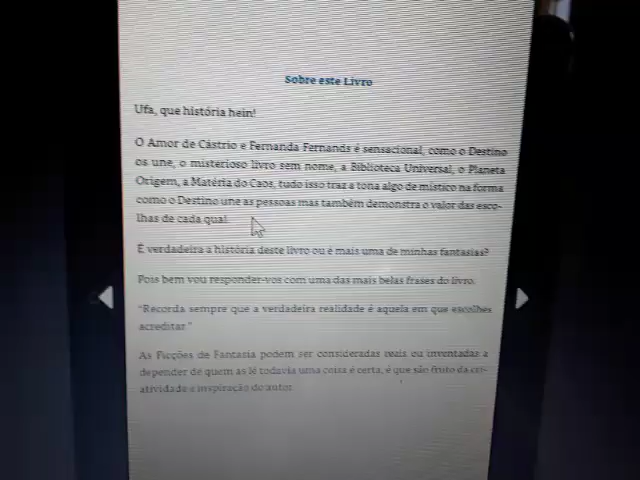 Sobre este Livro
Ufa, que história hein!
O Amor de Cástrio e Fernanda Fernands é sensacional, como o Destino
os une, o misterioso livro sem nome, a Biblioteca Universal, o Planeta
Origem, a Matéria do Caos, tudo isso traz a tona algo de místico na forma
como o Destino une as pessoas mas também demonstra o valor das esco-
lhas de cada qual.
É verdadeira a história deste livro ou é mais uma de minhas fantasias?
Pois bem vou responder-vos com uma das mais belas frases do livro.
"Recorda sempre que a verdadeira realidade é aquela em que escolhes
acreditar."
As Ficções de Fantasia podem ser consideradas reais ou inventadas a
depender de quem as lê todavia uma coisa é certa, é que são fruto da cri-
atividade e inspiração do autor.